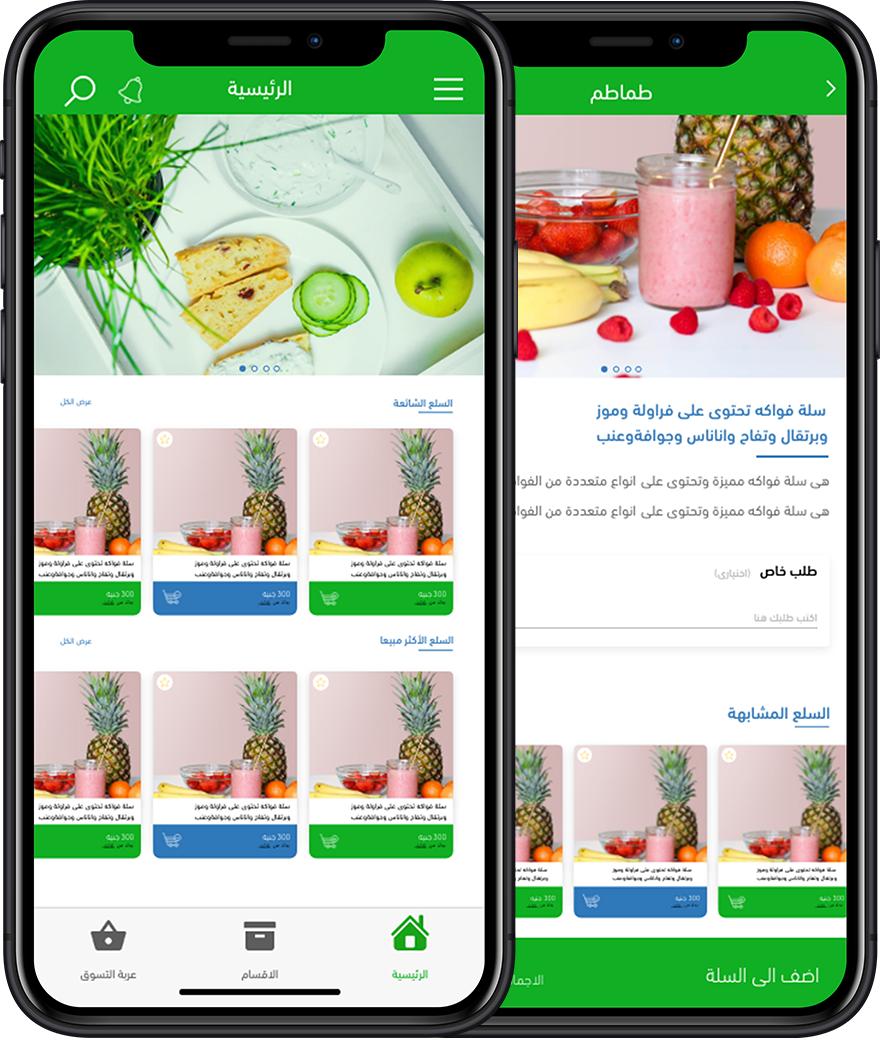 الرئيسية
السلع الشائعة
عرض الكل
سلة فواكه تحتوى على فراولة وموز
وبرتقال وتفاح واناناس وجوافةوعنب
300 جنيه
سلة فواكه تحتوى على فراولة وموز
وبرتقال وتفاح واناناس وجوافةوعنب
300 جنيه
سلة فواكه تحتوى على فراولة وموز
وبرتقال وتفاح واناناس وجوافةوعنب
300 جنيه
السلع الأكثر مبيعا
عرض الكل
سلة فواكه تحتوى على فراولة وموز
وبرتقال وتفاح واناناس وجوافةوعنب
300 جنيه
سلة فواكه تحتوى على فراولة وموز
وبرتقال وتفاح واناناس وجوافةوعنب
300 جنيه
سلة فواكه تحتوى على فراولة وموز
وبرتقال وتفاح واناناس وجوافةوعنب
300 جنيه
الرئيسية
الاقسام
عربة التسوق
طماطم
سلة فواكه تحتوى على فراولة وموز
وبرتقال وتفاح واناناس وجوافةوعنب
هى سلة فواكه مميزة وتحتوى على انواع متعددة من
هى سلة فواكه مميزة وتحتوى على انواع متعددة من
طلب خاص (اختيارى)
اكتب طلبك هنا
السلع المشابهة
سلة فواكه تحتوى على فراولة وموز
وبرتقال وتفاح واناناس وجوافةوعنب
300 جنيه
سلة فواكه تحتوى على فراولة وموز
وبرتقال وتفاح واناناس وجوافةوعنب
300 جنيه
سلة فواكه
وبرتقال وتفاح
300 جنيه
اضف الى السلة